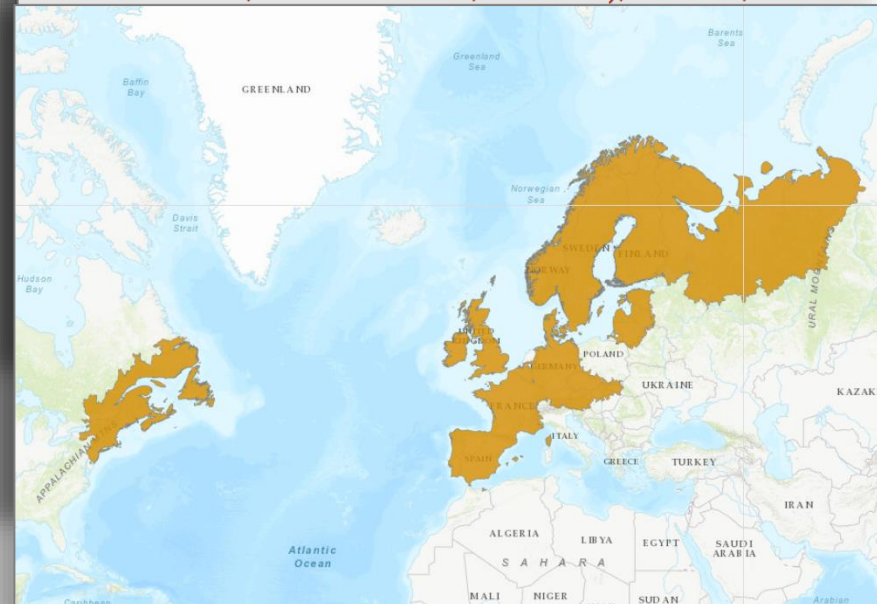 Barents
Sea
Greenland
Sea
Baffin
Bay
GREENLAND
Norwegian
Sea
Davis
Strait
SWEDEN
FINLAND
NORWAY
Hudson
Bay
URAL MOUNTAINS
UNITED
KINGDOM
POLAND
GERMANY
UKRAINE
KAZAK
FRANCE
APPALACHIAN MTNS
ITALY
SPAIN
GREECE
TURKEY
IRAN
ALGERIA
LIBYA
EGYPT
SAUDI
ARABIA
Atlantic
Ocean
SAHARA
MALI
NIGER
SUDAN
Caribbean
Arabian